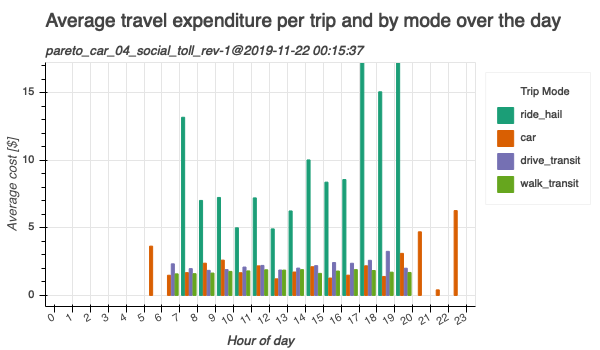 Average travel expenditure per trip and by mode over the day
pareto_car_04_social_toll_rev-1@2019-11-22 00:15:37
Average cost [$]
15
10
5
0
0 1 2 3 4 5 6 7 8 9 10 11 12 13 14 15 16 17 18 19 20 21 22 23
Hour of day
Trip Mode
ride_hail
car
drive_transit
walk_transit